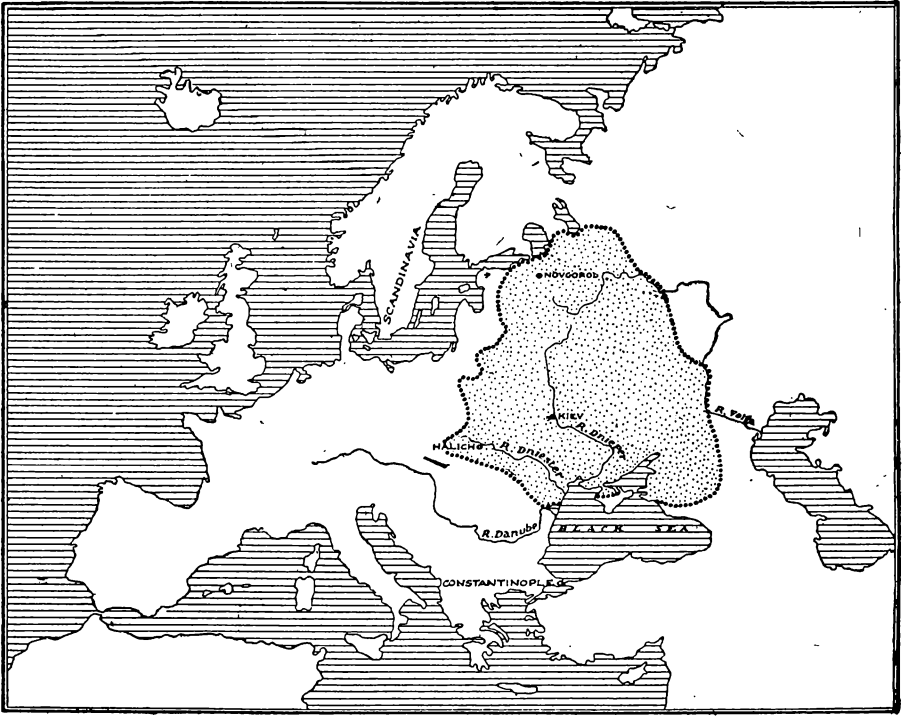 SCANDINAVIA
NOVGOROD
KIEV
R. Dnieper
R. Volga
HALICH
R. Dniester
R. Danube
BLACK SEA
CONSTANTINOPLE